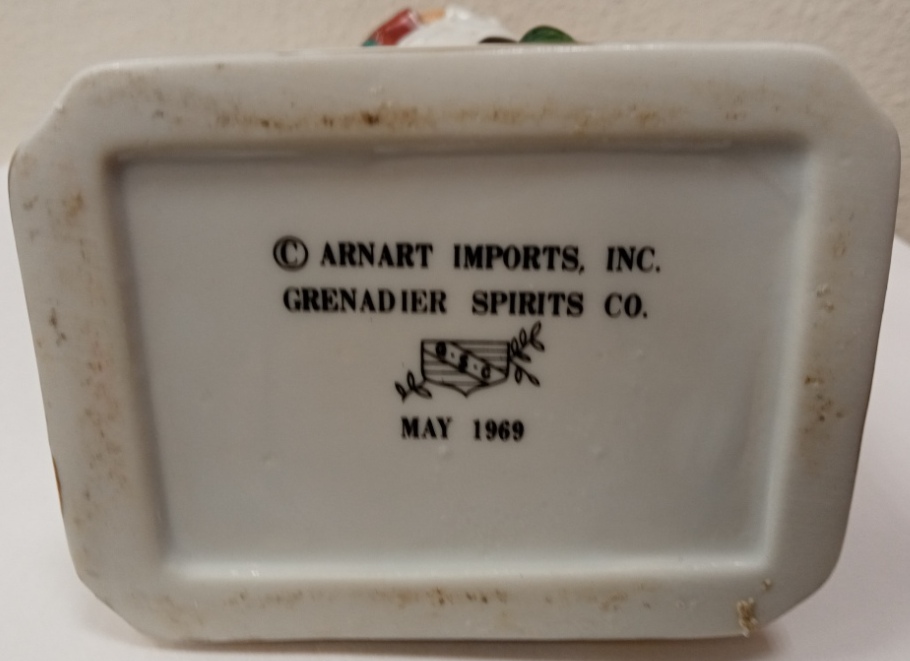 © ARNART IMPORTS, INC.
GRENADIER SPIRITS CO.
G·S·C
MAY 1969